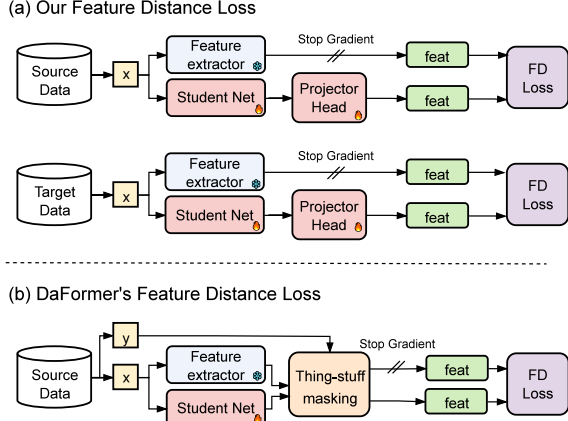 (a) Our Feature Distance Loss
Source
Data
x
Feature
extractor
Stop Gradient
feat
Student Net
Projector
Head
feat
FD
Loss
Target
Data
x
Feature
extractor
Stop Gradient
feat
Student Net
Projector
Head
feat
FD
Loss
(b) DaFormer's Feature Distance Loss
Source
Data
y
x
Feature
extractor
Student Net
Thing-stuff
masking
Stop Gradient
feat
feat
FD
Loss